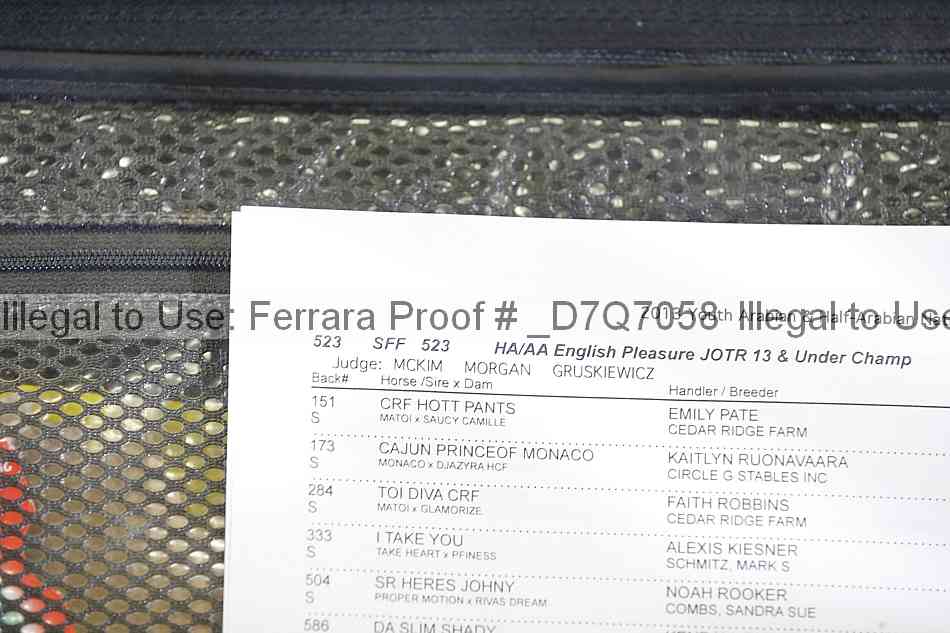 Illegal to Use: Ferrara Proof # _D7Q7058 Illegal to Use
2013 Youth Arabian & Half-Arabian Nat
523 SFF 523 HA/AA English Pleasure JOTR 13 & Under Champ
Judge: MCKIM MORGAN GRUSKIEWICZ
Back# Horse /Sire x Dam Handler / Breeder
151 CRF HOTT PANTS EMILY PATE
S MATOI x SAUCY CAMILLE CEDAR RIDGE FARM
173 CAJUN PRINCEOF MONACO KAITLYN RUONAVAARA
S MONACO x DJAZYRA HCF CIRCLE G STABLES INC
284 TOI DIVA CRF FAITH ROBBINS
S MATOI x GLAMORIZE CEDAR RIDGE FARM
333 I TAKE YOU ALEXIS KIESNER
S TAKE HEART x PFINESS SCHMITZ, MARK S
504 SR HERES JOHNY NOAH ROOKER
S PROPER MOTION x RIVAS DREAM COMBS, SANDRA SUE
586 DA SLIM SHADY